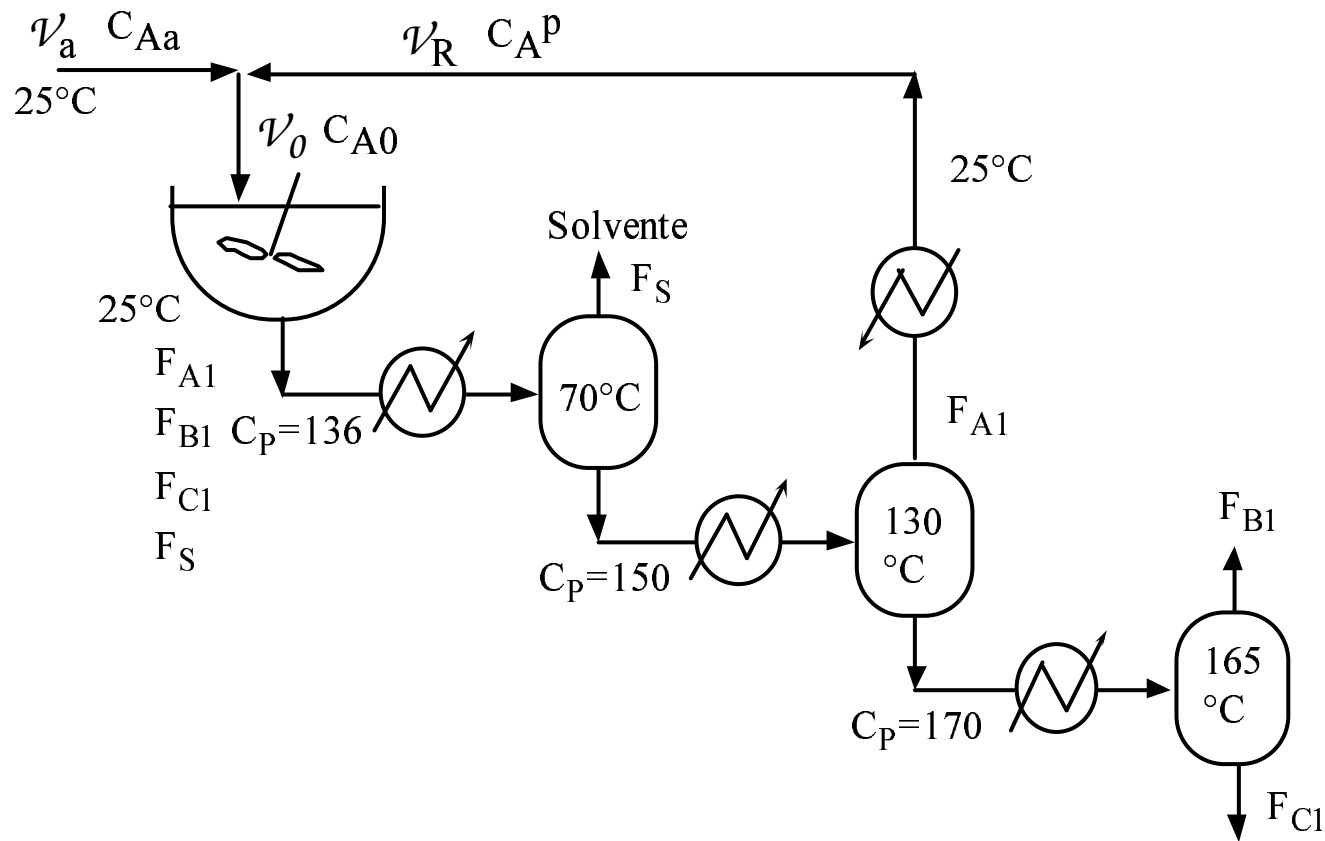 𝒱a CAa
25°C
𝒱R CAᵖ
𝒱0 CA0
25°C
Solvente
FS
25°C
FA1
FB1
FC1
FS
CP=136
70°C
FA1
CP=150
130
°C
FB1
CP=170
165
°C
FC1